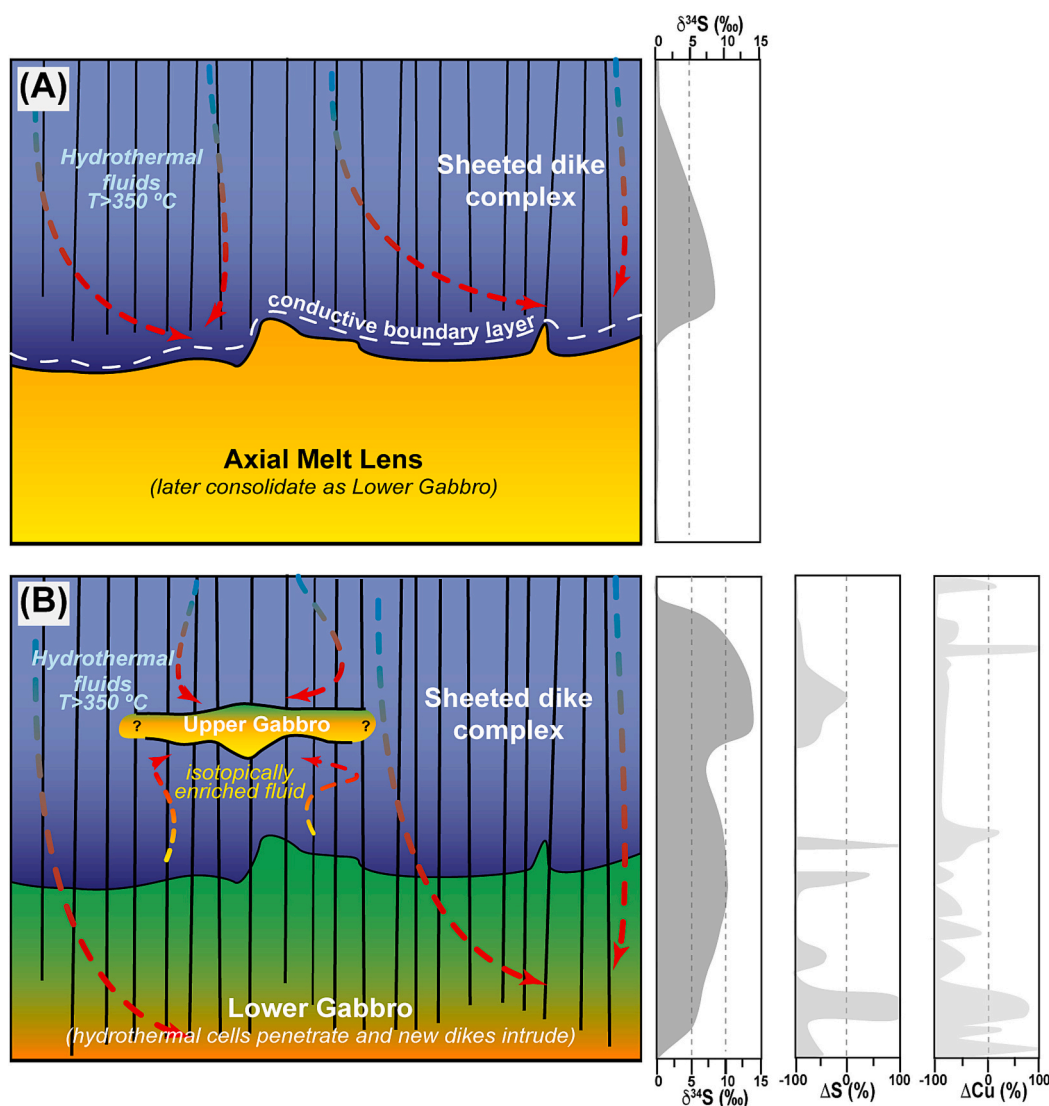 δ³⁴S (‰)
0 5 10 15
(A)
Hydrothermal
fluids
T>350 ºC
Sheeted dike
complex
conductive boundary layer
Axial Melt Lens
(later consolidate as Lower Gabbro)
(B)
Hydrothermal
fluids
T>350 ºC
Sheeted dike
complex
? Upper Gabbro ?
isotopically
enriched fluid
Lower Gabbro
(hydrothermal cells penetrate and new dikes intrude)
0 5 10 15
δ³⁴S (‰)
-100 0 100
ΔS (%)
-100 0 100
ΔCu (%)